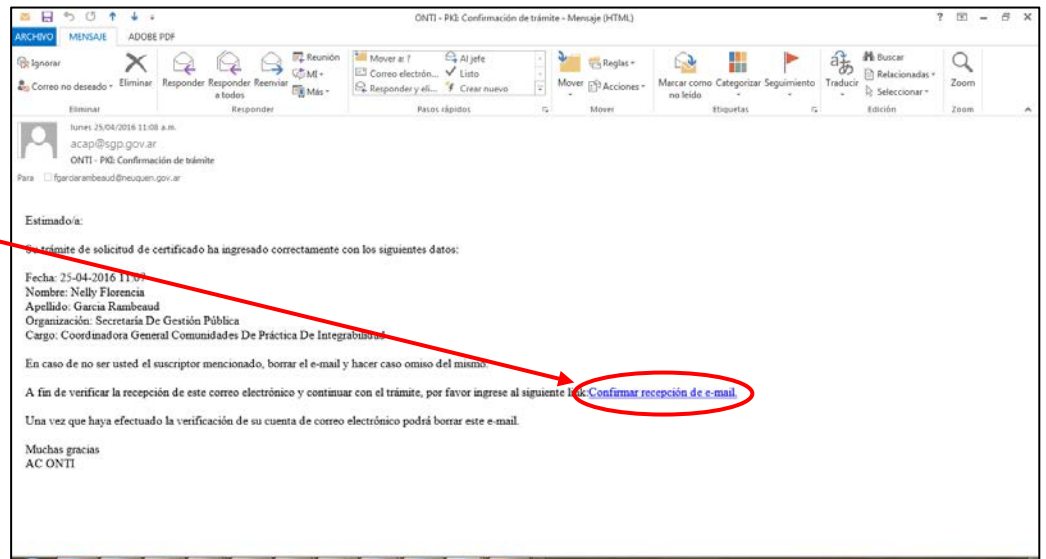 ONTI - PKI: Confirmación de trámite - Mensaje (HTML)
ARCHIVO MENSAJE ADOBE PDF
Ignorar
Correo no deseado
Eliminar
Responder Responder a todos Reenviar
Reunión
MI
Más
Mover a: ?
Correo electrón...
Responder y eli...
Al jefe
Listo
Crear nuevo
Mover
Reglas
Acciones
Marcar como no leído Categorizar Seguimiento
Traducir
Buscar
Relacionadas
Seleccionar
Zoom
Eliminar Responder Pasos rápidos Mover Etiquetas Edición Zoom
lunes 25/04/2016 11:08 a.m.
acap@sgp.gov.ar
ONTI - PKI: Confirmación de trámite
Para fgarciarambeaud@neuquen.gov.ar
Estimado/a:
Su trámite de solicitud de certificado ha ingresado correctamente con los siguientes datos:
Fecha: 25-04-2016 11:07
Nombre: Nelly Florencia
Apellido: Garcia Rambeaud
Organización: Secretaría De Gestión Pública
Cargo: Coordinadora General Comunidades De Práctica De Integrabilidad
En caso de no ser usted el suscriptor mencionado, borrar el e-mail y hacer caso omiso del mismo.
A fin de verificar la recepción de este correo electrónico y continuar con el trámite, por favor ingrese al siguiente link:Confirmar recepción de e-mail.
Una vez que haya efectuado la verificación de su cuenta de correo electrónico podrá borrar este e-mail.
Muchas gracias
AC ONTI